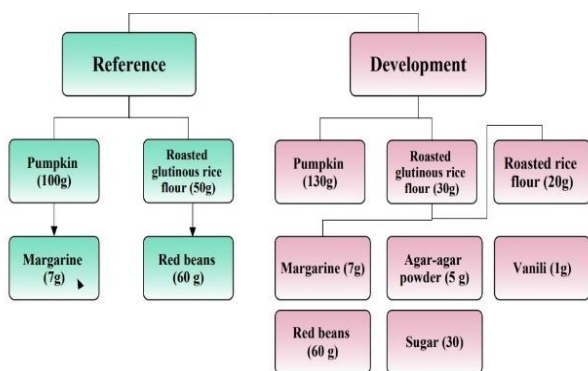 Reference
Development
Pumpkin
(100g)
Roasted
glutinous rice
flour (50g)
Pumpkin
(130g)
Roasted
glutinous rice
flour (30g)
Roasted rice
flour (20g)
Margarine
(7g)
Red beans
(60 g)
Margarine (7g)
Agar-agar
powder (5 g)
Vanili (1g)
Red beans
(60 g)
Sugar (30)